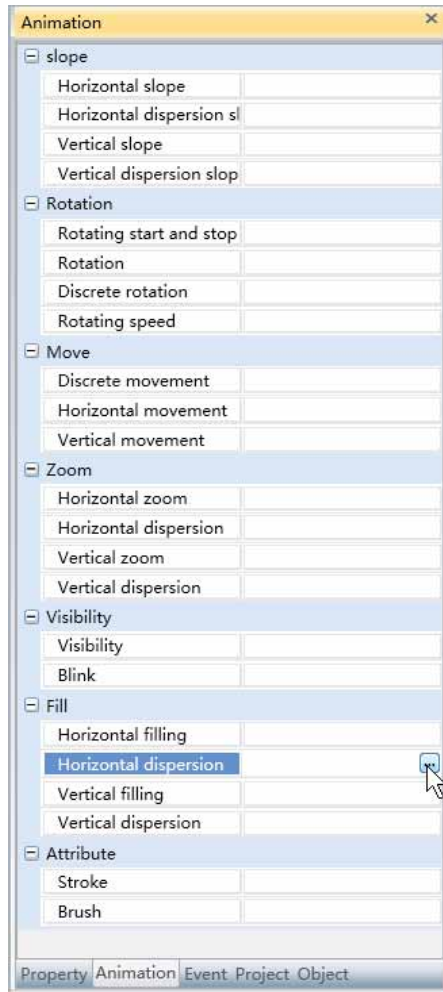 Animation
slope
Horizontal slope
Horizontal dispersion sl
Vertical slope
Vertical dispersion slop
Rotation
Rotating start and stop
Rotation
Discrete rotation
Rotating speed
Move
Discrete movement
Horizontal movement
Vertical movement
Zoom
Horizontal zoom
Horizontal dispersion
Vertical zoom
Vertical dispersion
Visibility
Visibility
Blink
Fill
Horizontal filling
Horizontal dispersion ...
Vertical filling
Vertical dispersion
Attribute
Stroke
Brush
Property Animation Event Project Object